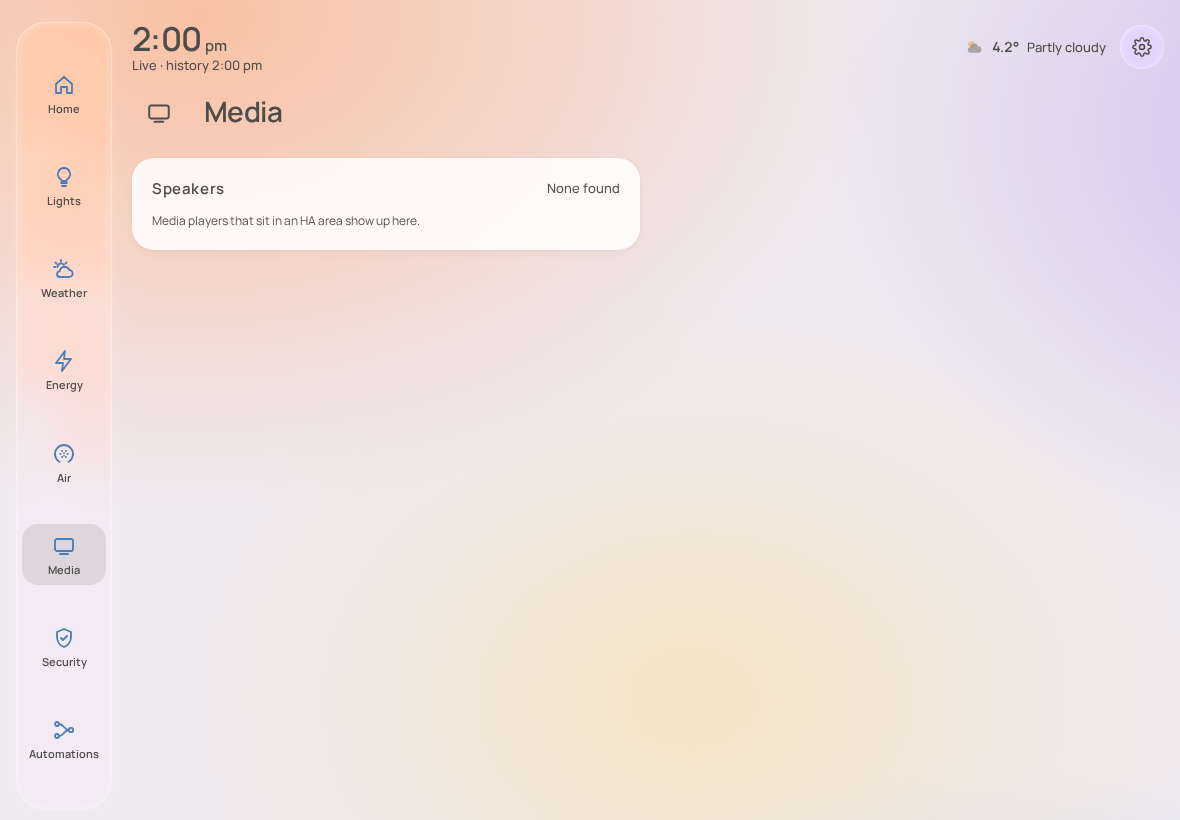 2:00 pm
Live · history 2:00 pm
4.2° Partly cloudy
Home
Lights
Weather
Energy
Air
Media
Security
Automations
Media
Speakers
None found
Media players that sit in an HA area show up here.